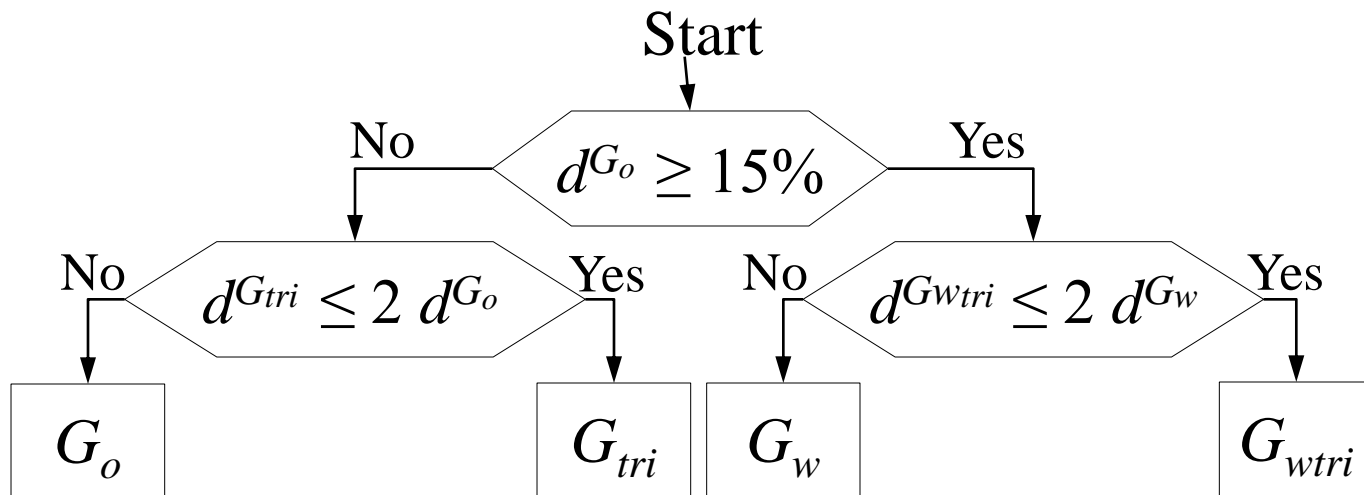 Start
No
Yes
d^{G_o} ≥ 15%
No
Yes
No
Yes
d^{G_{tri}} ≤ 2 d^{G_o}
d^{G_{wtri}} ≤ 2 d^{G_w}
G_o
G_{tri}
G_w
G_{wtri}